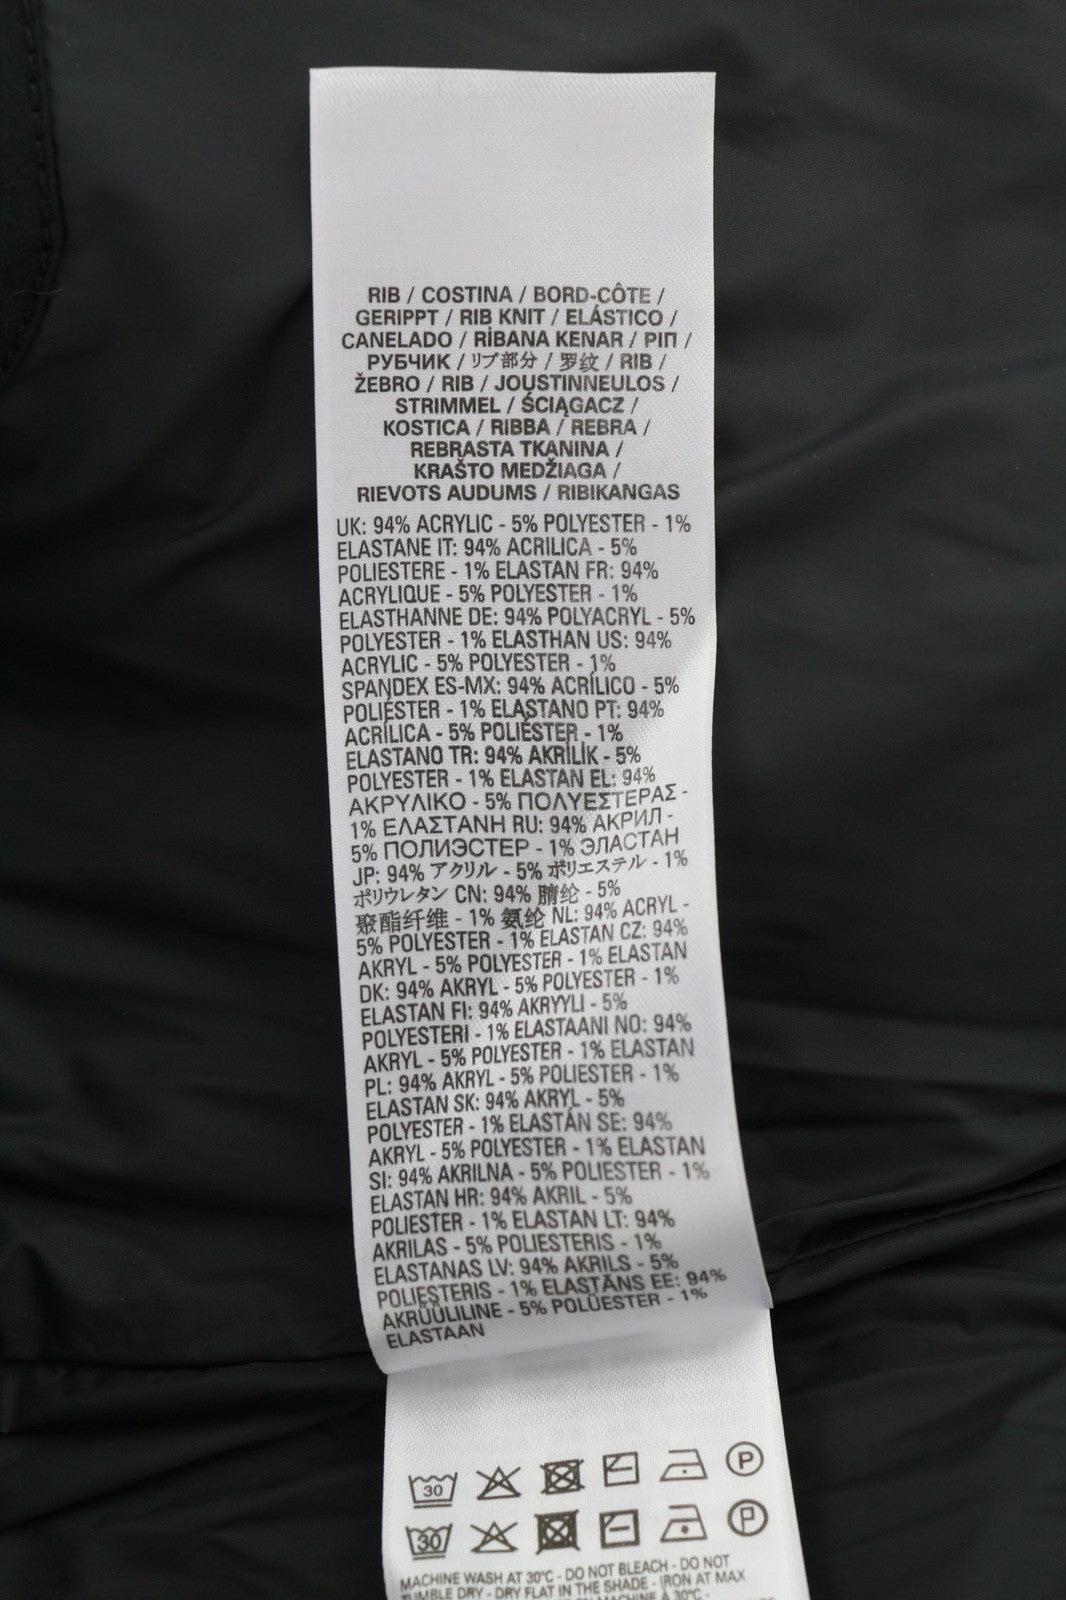 RIB / COSTINA / BORD-CÔTE /
GERIPPT / RIB KNIT / ELÁSTICO /
CANELADO / RİBANA KENAR / ΡΙΠ /
РУБЧИК / リブ部分 / 罗纹 / RIB /
ŽEBRO / RIB / JOUSTINNEULOS /
STRIMMEL / ŚCIĄGACZ /
KOSTICA / RIBBA / REBRA /
REBRASTA TKANINA /
KRAŠTO MEDŽIAGA /
RIEVOTS AUDUMS / RIBIKANGAS
UK: 94% ACRYLIC - 5% POLYESTER - 1%
ELASTANE IT: 94% ACRILICA - 5%
POLIESTERE - 1% ELASTAN FR: 94%
ACRYLIQUE - 5% POLYESTER - 1%
ELASTHANNE DE: 94% POLYACRYL - 5%
POLYESTER - 1% ELASTHAN US: 94%
ACRYLIC - 5% POLYESTER - 1%
SPANDEX ES-MX: 94% ACRÍLICO - 5%
POLIÉSTER - 1% ELASTANO PT: 94%
ACRÍLICA - 5% POLIÉSTER - 1%
ELASTANO TR: 94% AKRİLİK - 5%
POLYESTER - 1% ELASTAN EL: 94%
ΑΚΡΥΛΙΚΟ - 5% ΠΟΛΥΕΣΤΕΡΑΣ -
1% ΕΛΑΣΤΑΝΗ RU: 94% АКРИЛ -
5% ПОЛИЭСТЕР - 1% ЭЛАСТАН
JP: 94% アクリル - 5% ポリエステル - 1%
ポリウレタン CN: 94% 腈纶 - 5%
聚酯纤维 - 1% 氨纶 NL: 94% ACRYL -
5% POLYESTER - 1% ELASTAN CZ: 94%
AKRYL - 5% POLYESTER - 1% ELASTAN
DK: 94% AKRYL - 5% POLYESTER - 1%
ELASTAN FI: 94% AKRYYLI - 5%
POLYESTERI - 1% ELASTAANI NO: 94%
AKRYL - 5% POLYESTER - 1% ELASTAN
PL: 94% AKRYL - 5% POLIESTER - 1%
ELASTAN SK: 94% AKRYL - 5%
POLYESTER - 1% ELASTÁN SE: 94%
AKRYL - 5% POLYESTER - 1% ELASTAN
SI: 94% AKRILNA - 5% POLIESTER - 1%
ELASTAN HR: 94% AKRIL - 5%
POLIESTER - 1% ELASTAN LT: 94%
AKRILAS - 5% POLIESTERIS - 1%
ELASTANAS LV: 94% AKRILS - 5%
POLIESTERIS - 1% ELASTĀNS EE: 94%
AKRÜÜLILINE - 5% POLÜESTER - 1%
ELASTAAN
30 P
30 P
MACHINE WASH AT 30°C - DO NOT BLEACH - DO NOT
TUMBLE DRY - DRY FLAT IN THE SHADE - IRON AT MAX